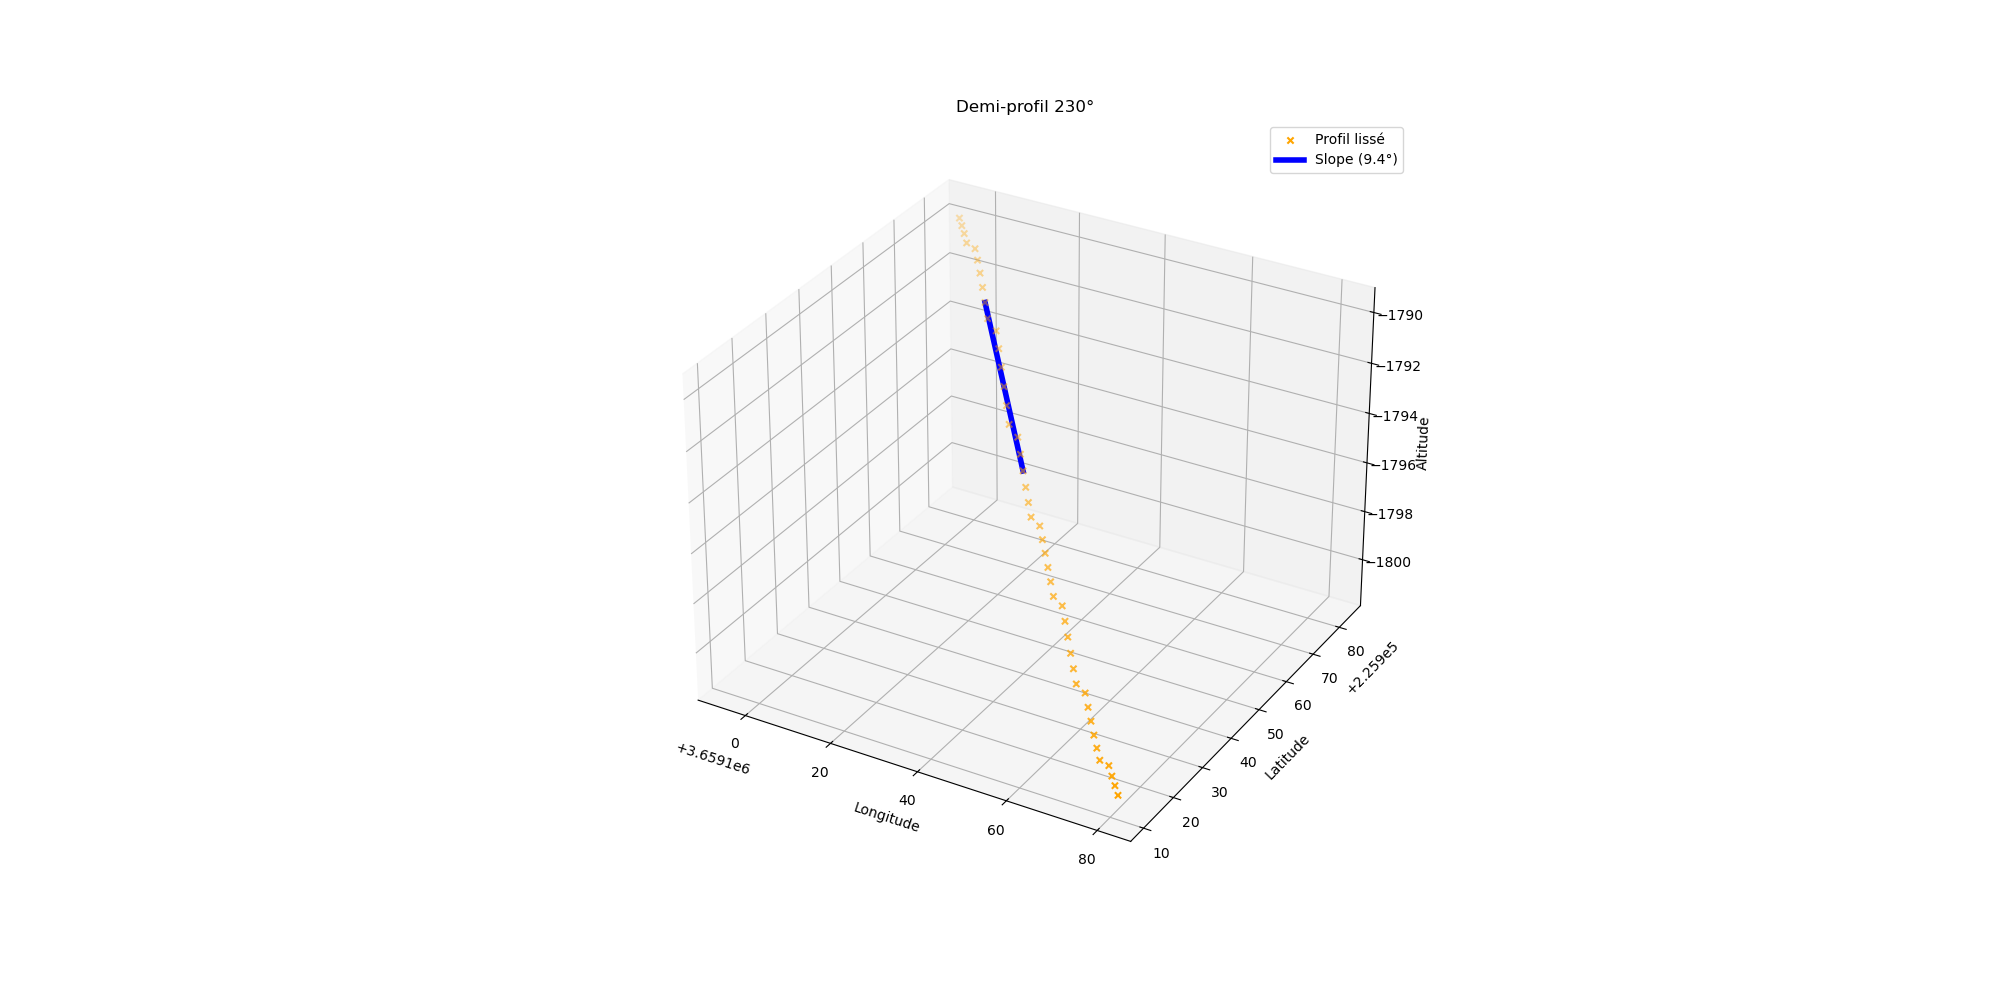 Demi-profil 230°
Profil lissé
Slope (9.4°)
−1790
−1792
−1794
−1796
−1798
−1800
Altitude
80
70
60
50
40
30
20
10
+2.259e5
Latitude
0
20
40
60
80
+3.6591e6
Longitude